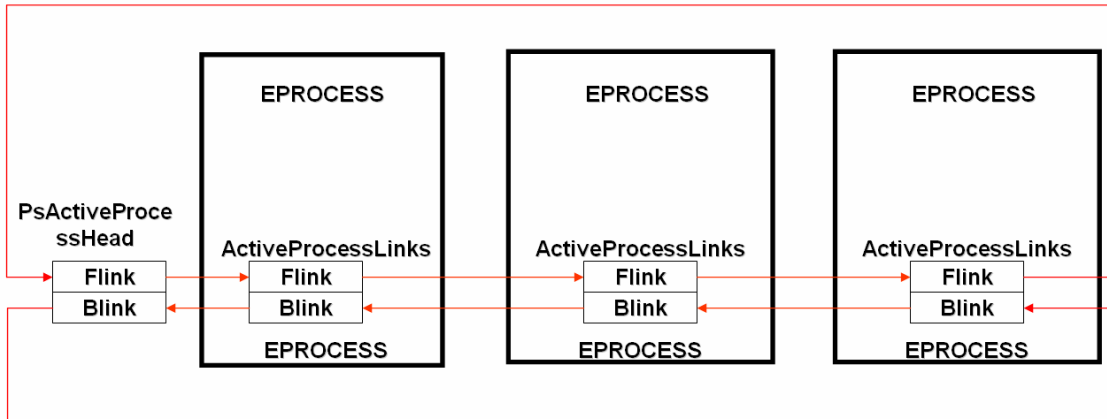 EPROCESS
EPROCESS
EPROCESS
PsActiveProce
ssHead
ActiveProcessLinks
ActiveProcessLinks
ActiveProcessLinks
Flink
Flink
Flink
Flink
Blink
Blink
Blink
Blink
EPROCESS
EPROCESS
EPROCESS